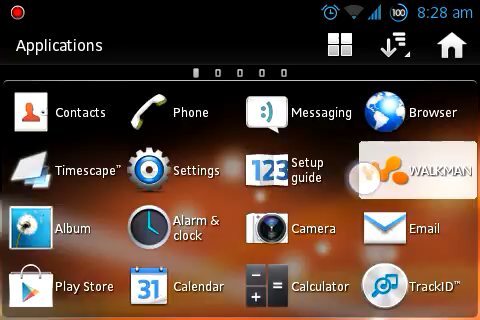 100 8:28 am
Applications
Contacts Phone Messaging Browser
Timescape™ Settings 123 Setup
guide WALKMAN
Album Alarm &
clock Camera Email
Play Store 31 Calendar Calculator TrackID™